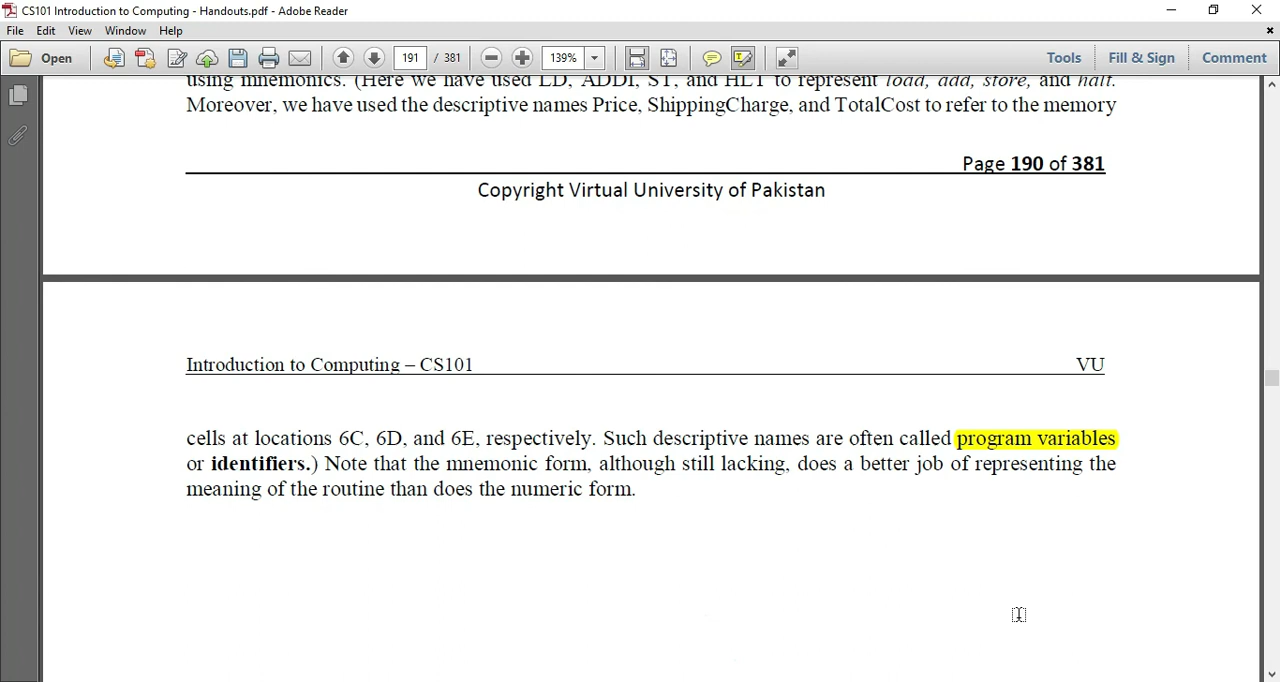 CS101 Introduction to Computing - Handouts.pdf - Adobe Reader
File Edit View Window Help
Open 191 / 381 139% Tools Fill & Sign Comment
using mnemonics. (Here we have used LD, ADDI, ST, and HLT to represent load, add, store, and halt.
Moreover, we have used the descriptive names Price, ShippingCharge, and TotalCost to refer to the memory
Page 190 of 381
Copyright Virtual University of Pakistan
Introduction to Computing – CS101 VU
cells at locations 6C, 6D, and 6E, respectively. Such descriptive names are often called program variables
or identifiers.) Note that the mnemonic form, although still lacking, does a better job of representing the
meaning of the routine than does the numeric form.